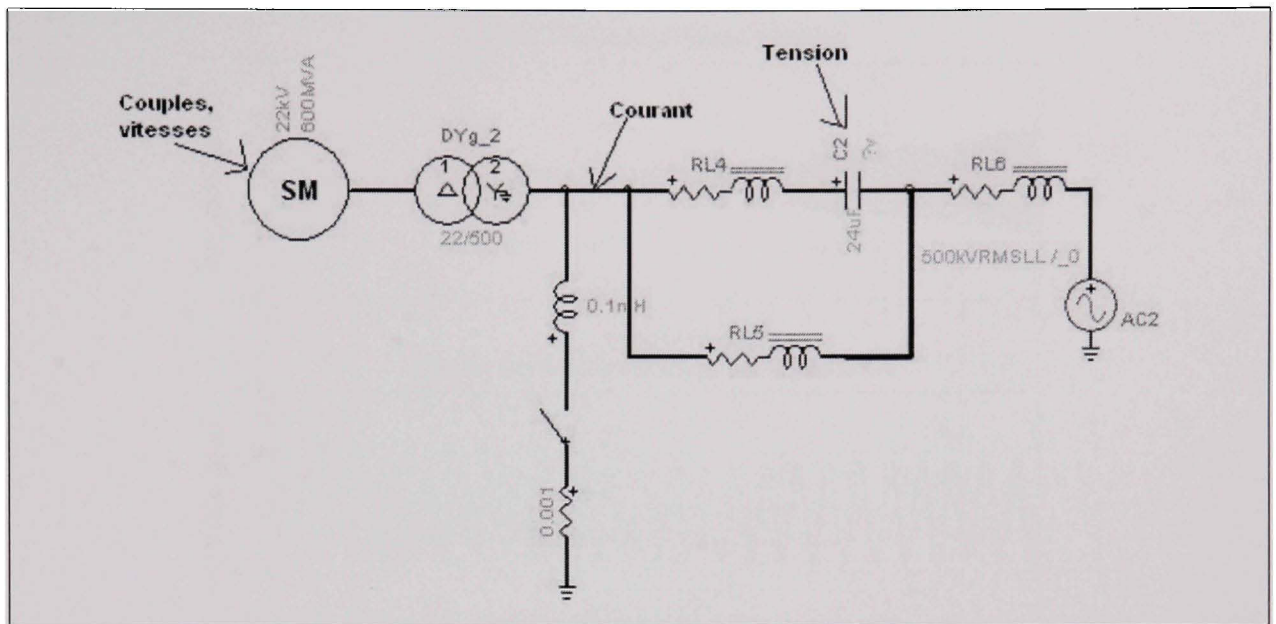 Tension
Couples,
vitesses
22kV
600MVA
Courant
DYg_2
1 2
SM
22/500
RL4
C2
?v
24uF
RL6
500kVRMSLL /_0
AC2
0.1mH
RL5
0.001